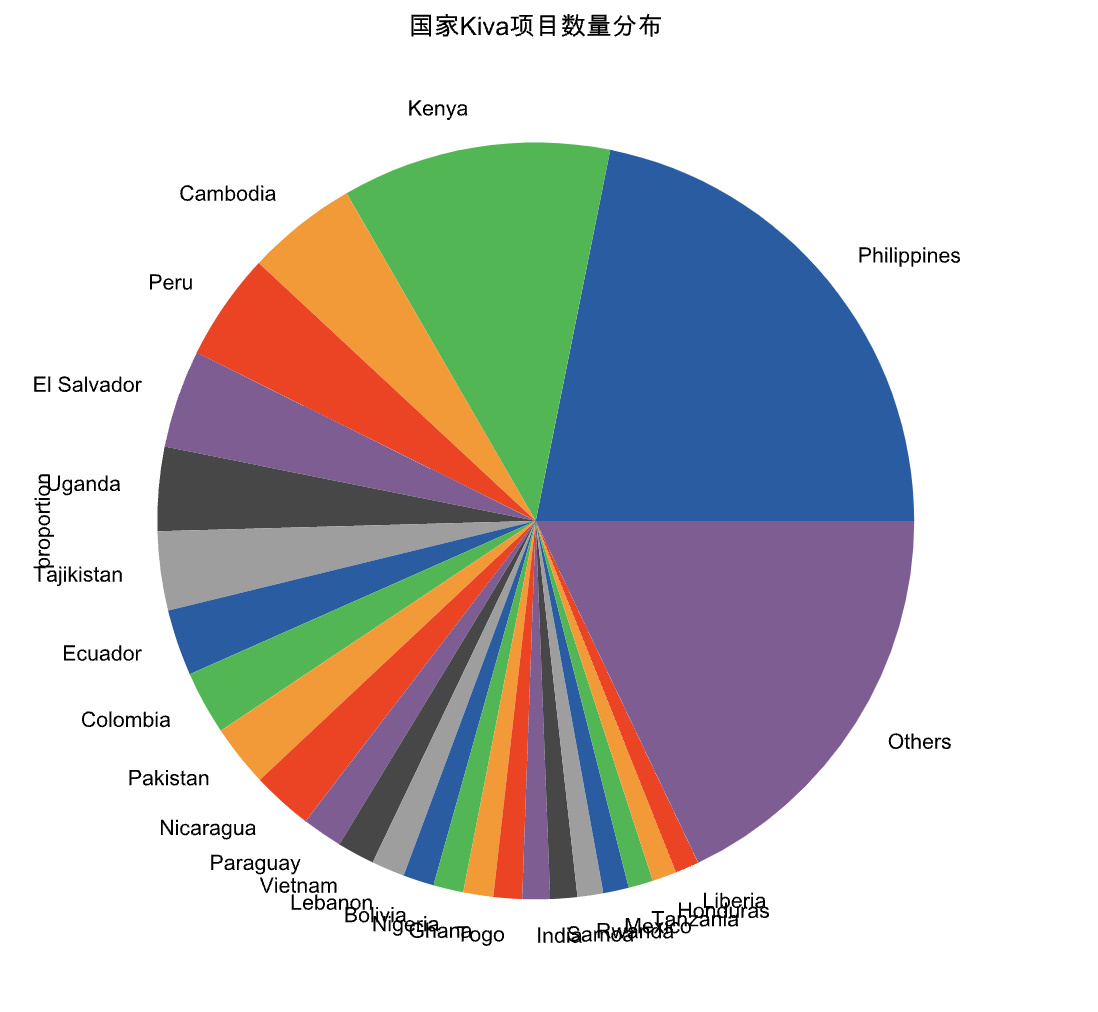 国家Kiva项目数量分布
Kenya
Cambodia
Philippines
Peru
El Salvador
Uganda
proportion
Tajikistan
Ecuador
Colombia
Others
Pakistan
Nicaragua
Paraguay
Vietnam
Lebanon
Bolivia
Nigeria
Ghana
Togo
India
Samoa
Rwanda
Mexico
Tanzania
Honduras
Liberia